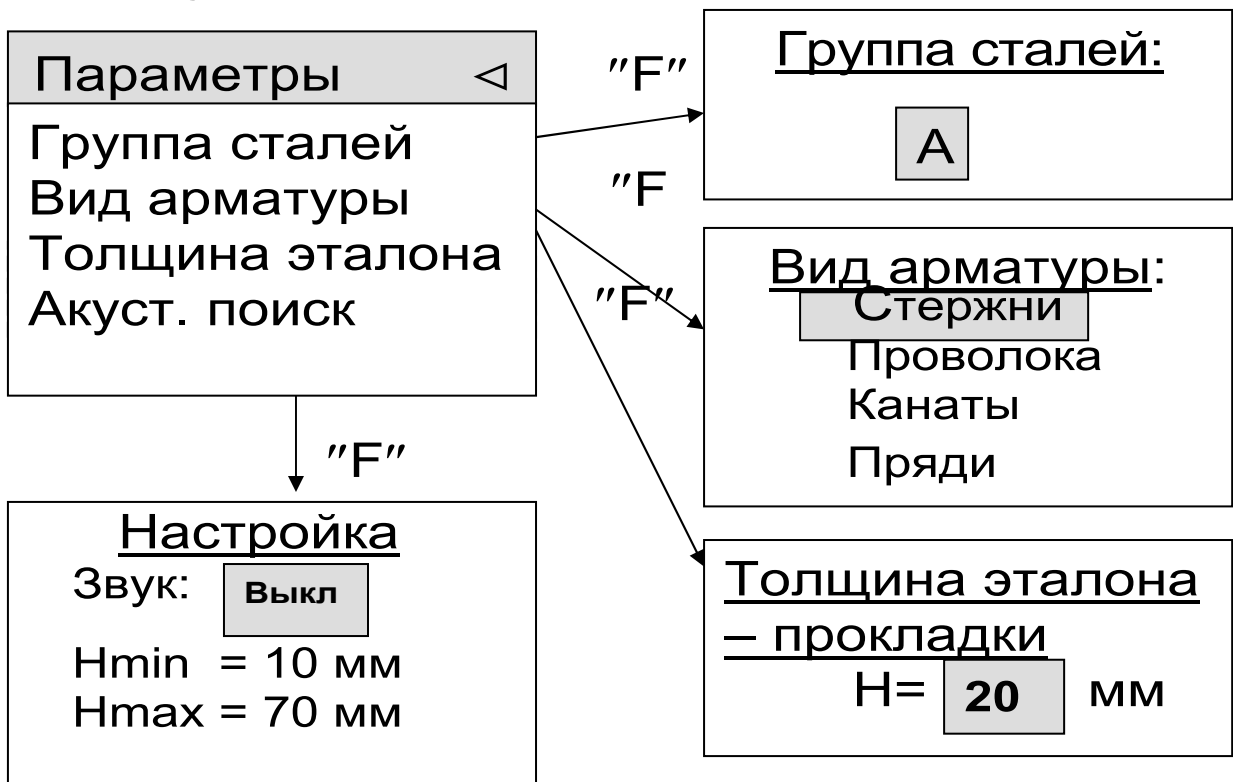 Параметры ◁
Группа сталей
Вид арматуры
Толщина эталона
Акуст. поиск
″F″
Группа сталей:
А
″F
Вид арматуры:
Стержни
Проволока
Канаты
Пряди
″F″
Толщина эталона
– прокладки
H= 20 мм
″F″
Настройка
Звук: Выкл
Hmin = 10 мм
Hmax = 70 мм